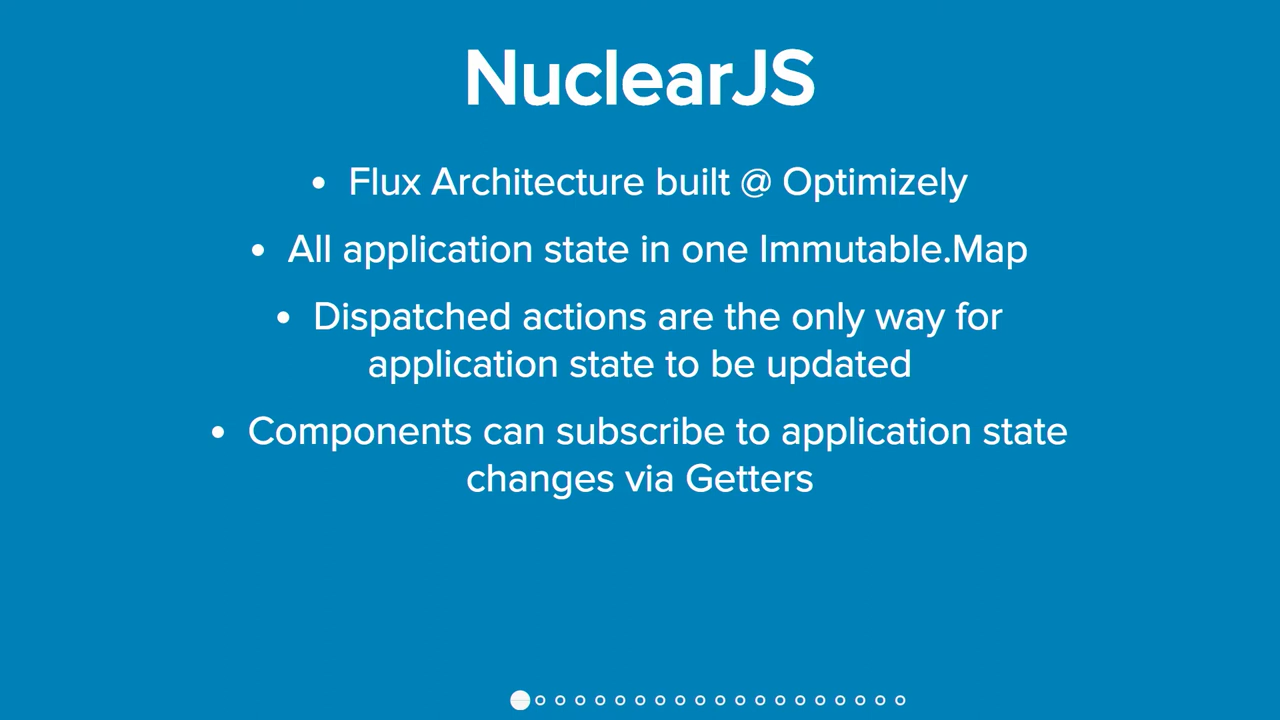 NuclearJS
• Flux Architecture built @ Optimizely
• All application state in one Immutable.Map
• Dispatched actions are the only way for
application state to be updated
• Components can subscribe to application state
changes via Getters